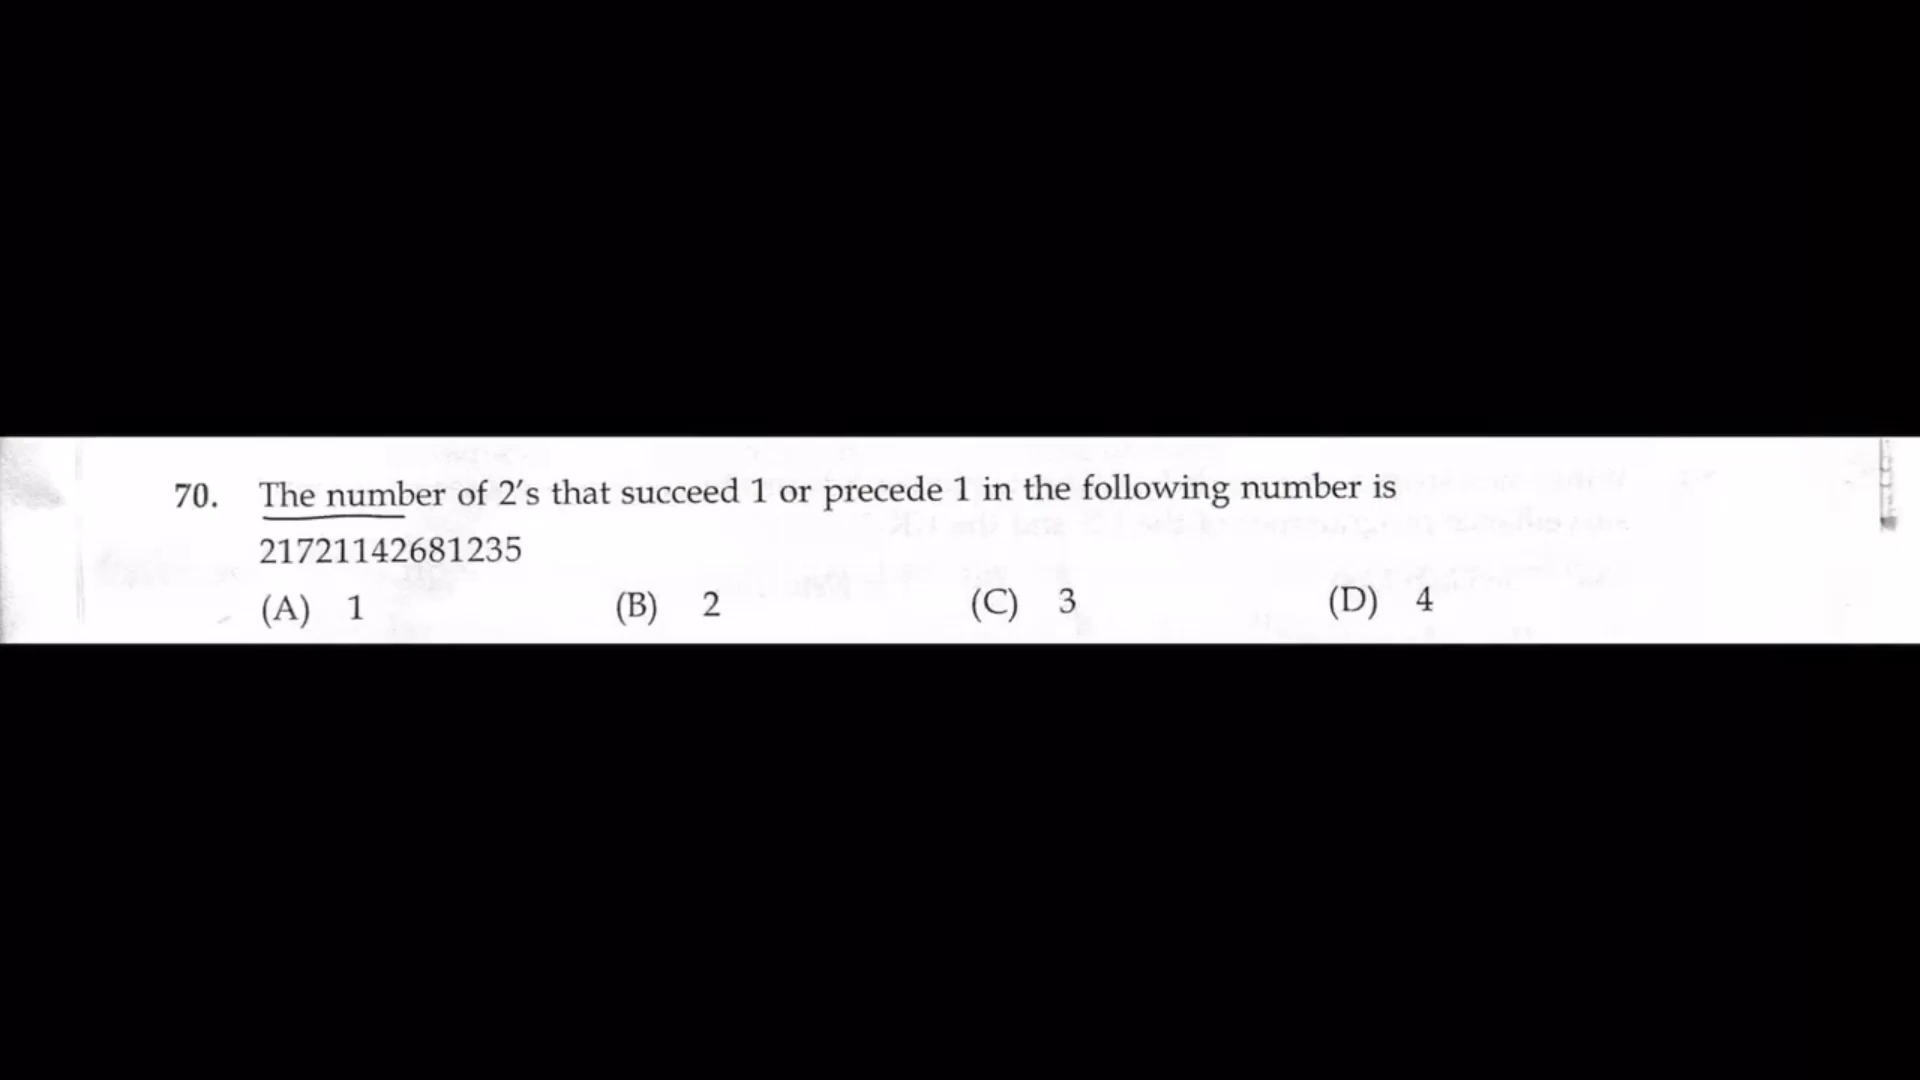 70. The number of 2's that succeed 1 or precede 1 in the following number is
21721142681235
(A) 1 (B) 2 (C) 3 (D) 4